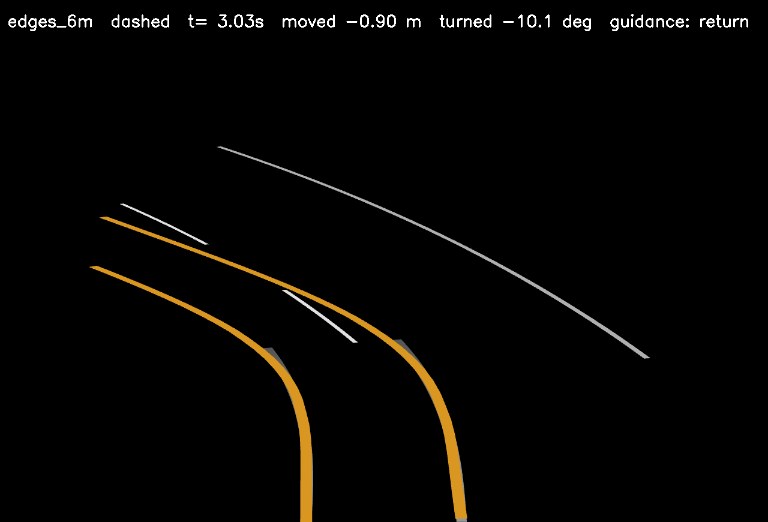 edges_6m dashed t= 3.03s moved −0.90 m turned −10.1 deg guidance: return